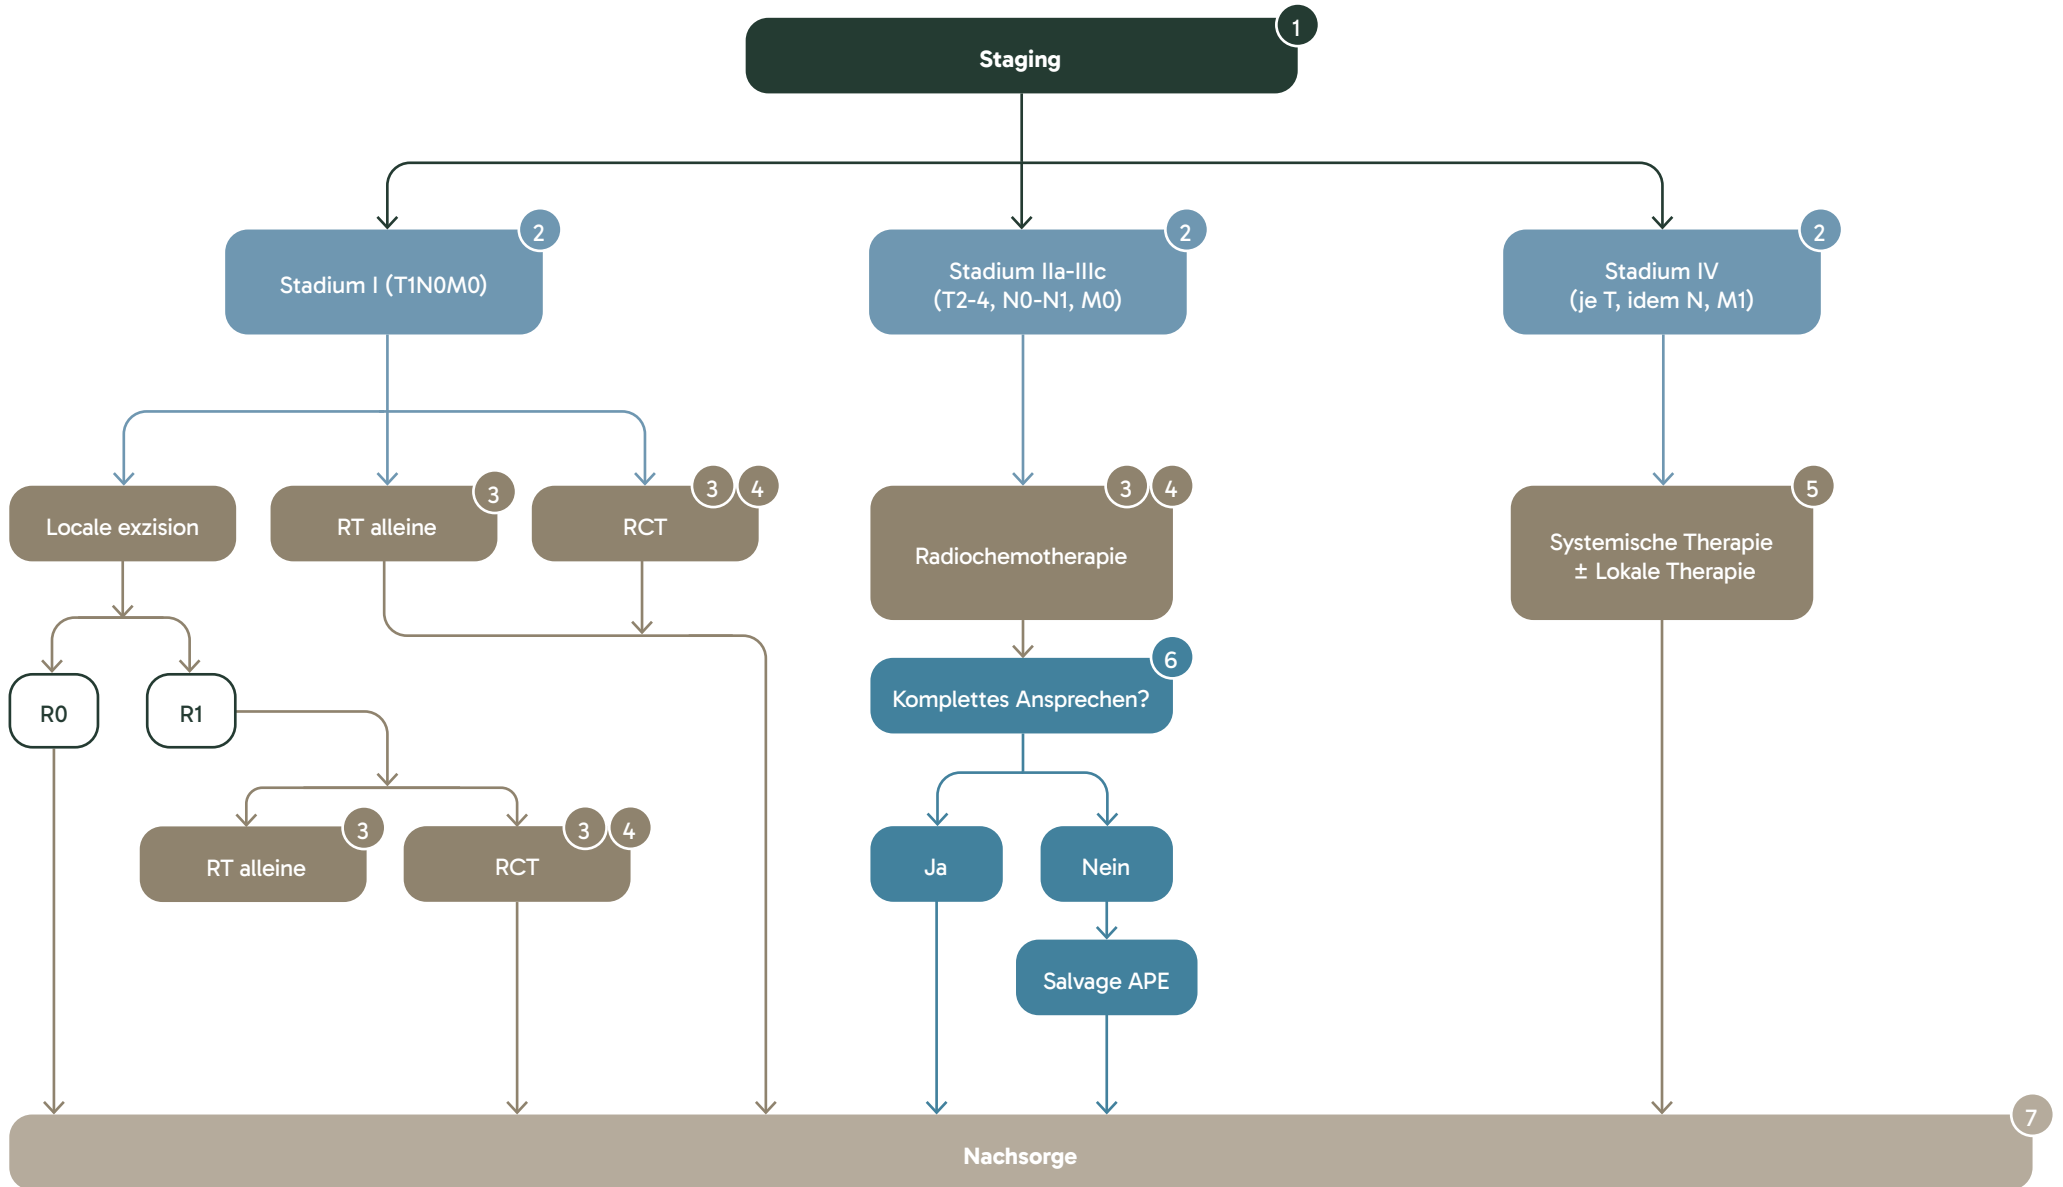 1
Staging
2
Stadium I (T1N0M0)
2
Stadium IIa-IIIc
(T2-4, N0-N1, M0)
2
Stadium IV
(je T, idem N, M1)
Locale exzision
3
RT alleine
3 4
RCT
3 4
Radiochemotherapie
5
Systemische Therapie
± Lokale Therapie
R0
R1
6
Komplettes Ansprechen?
3
RT alleine
3 4
RCT
Ja
Nein
Salvage APE
7
Nachsorge